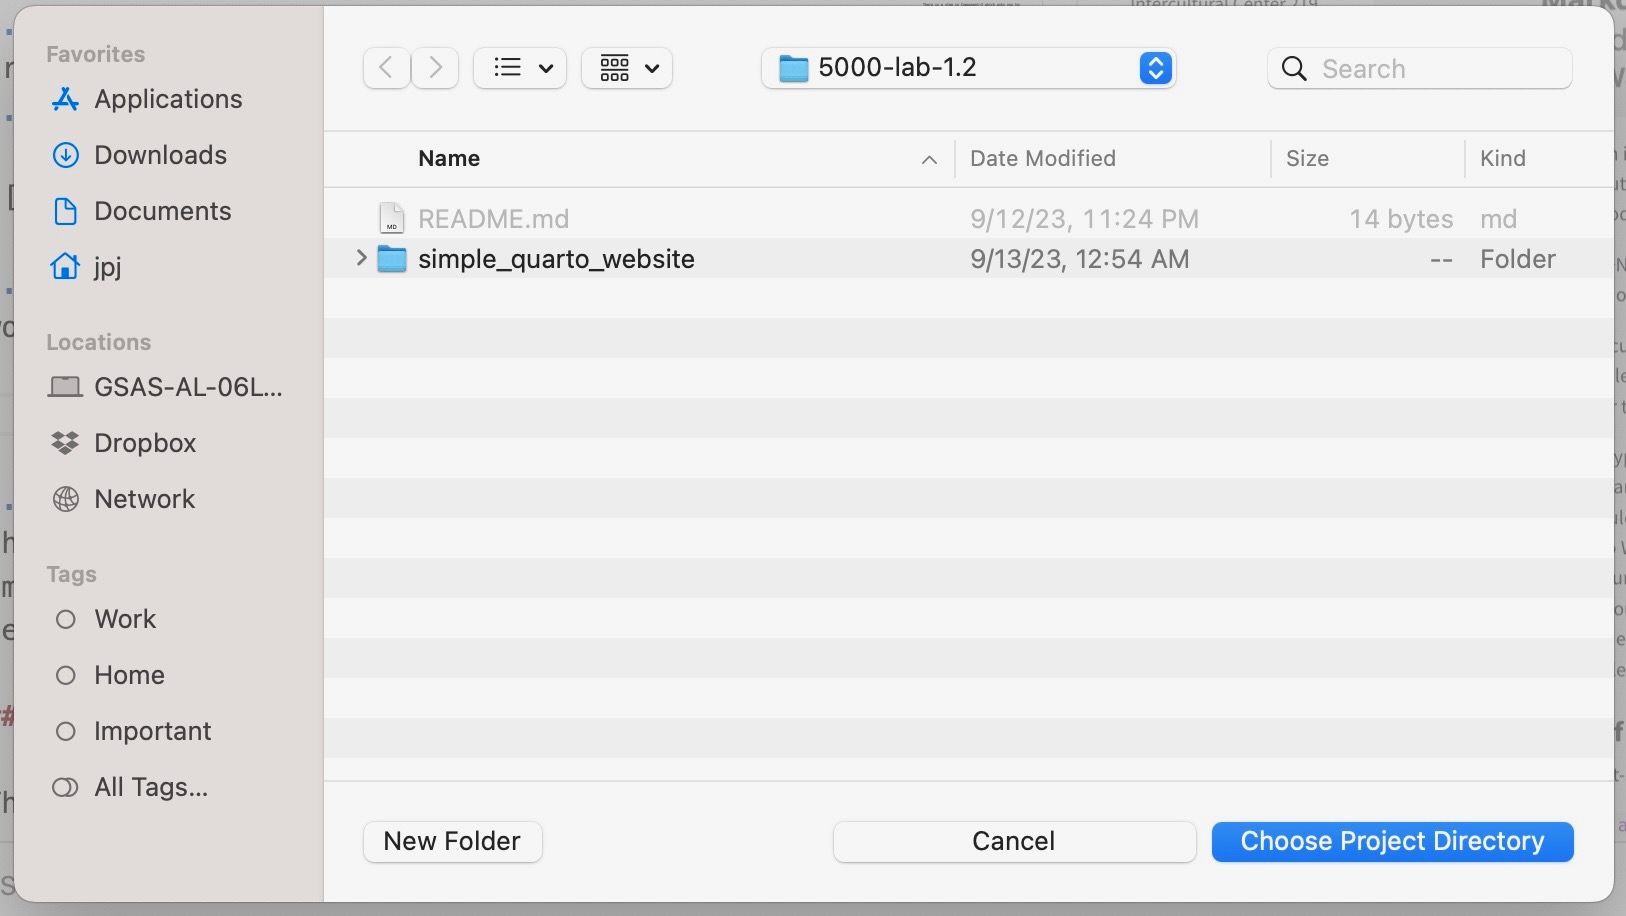 Favorites
Applications
Downloads
Documents
jpj
Locations
GSAS-AL-06L...
Dropbox
Network
Tags
Work
Home
Important
All Tags...
5000-lab-1.2
Search
Name Date Modified Size Kind
MD README.md 9/12/23, 11:24 PM 14 bytes md
simple_quarto_website 9/13/23, 12:54 AM -- Folder
New Folder Cancel Choose Project Directory